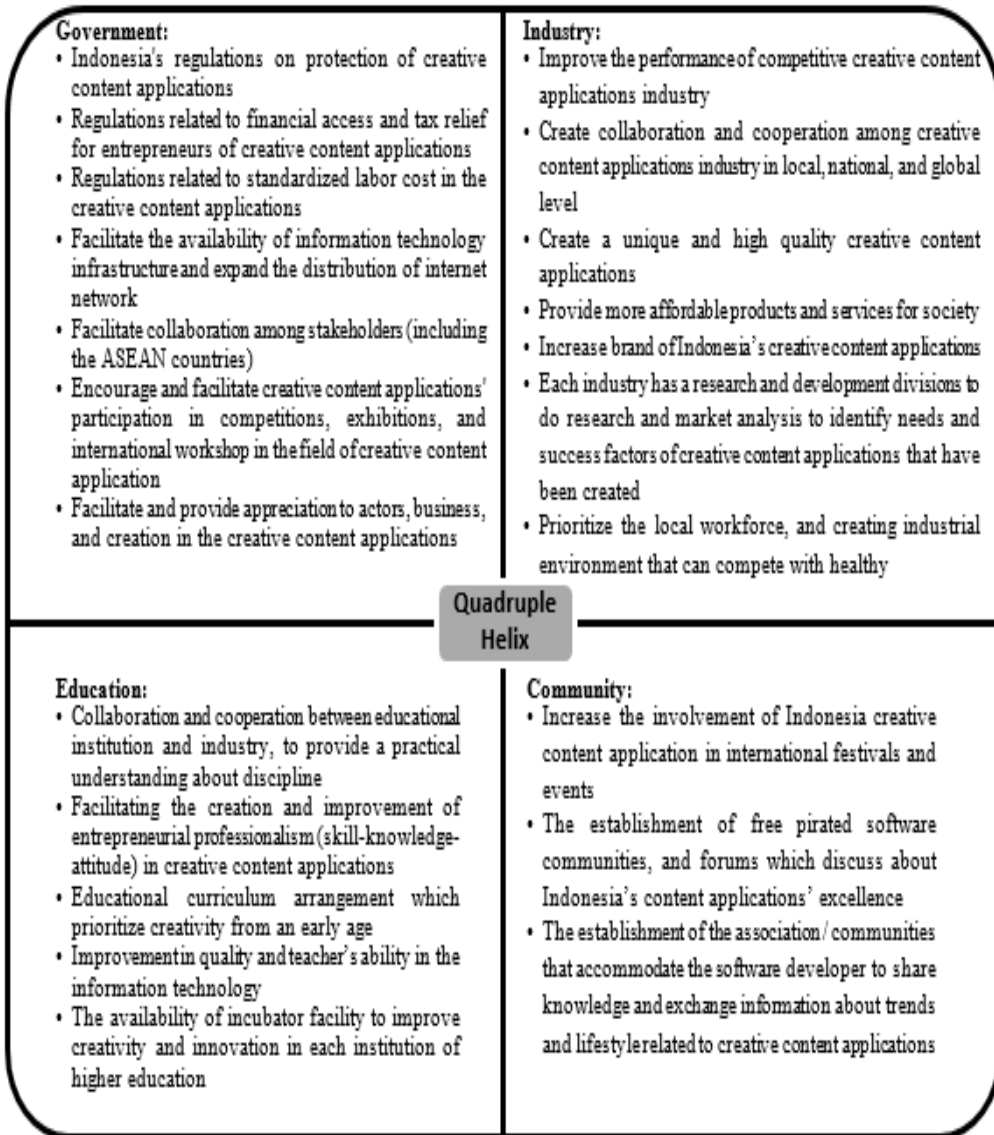 Government:
• Indonesia's regulations on protection of creative
content applications
• Regulations related to financial access and tax relief
for entrepreneurs of creative content applications
• Regulations related to standardized labor cost in the
creative content applications
• Facilitate the availability of information technology
infrastructure and expand the distribution of internet
network
• Facilitate collaboration among stakeholders (including
the ASEAN countries)
• Encourage and facilitate creative content applications'
participation in competitions, exhibitions, and
international workshop in the field of creative content
application
• Facilitate and provide appreciation to actors, business,
and creation in the creative content applications
Industry:
• Improve the performance of competitive creative content
applications industry
• Create collaboration and cooperation among creative
content applications industry in local, national, and global
level
• Create a unique and high quality creative content
applications
• Provide more affordable products and services for society
• Increase brand of Indonesia's creative content applications
• Each industry has a research and development divisions to
do research and market analysis to identify needs and
success factors of creative content applications that have
been created
• Prioritize the local workforce, and creating industrial
environment that can compete with healthy
Quadruple
Helix
Education:
• Collaboration and cooperation between educational
institution and industry, to provide a practical
understanding about discipline
• Facilitating the creation and improvement of
entrepreneurial professionalism (skill-knowledge-
attitude) in creative content applications
• Educational curriculum arrangement which
prioritize creativity from an early age
• Improvement in quality and teacher's ability in the
information technology
• The availability of incubator facility to improve
creativity and innovation in each institution of
higher education
Community:
• Increase the involvement of Indonesia creative
content application in international festivals and
events
• The establishment of free pirated software
communities, and forums which discuss about
Indonesia's content applications' excellence
• The establishment of the association/ communities
that accommodate the software developer to share
knowledge and exchange information about trends
and lifestyle related to creative content applications